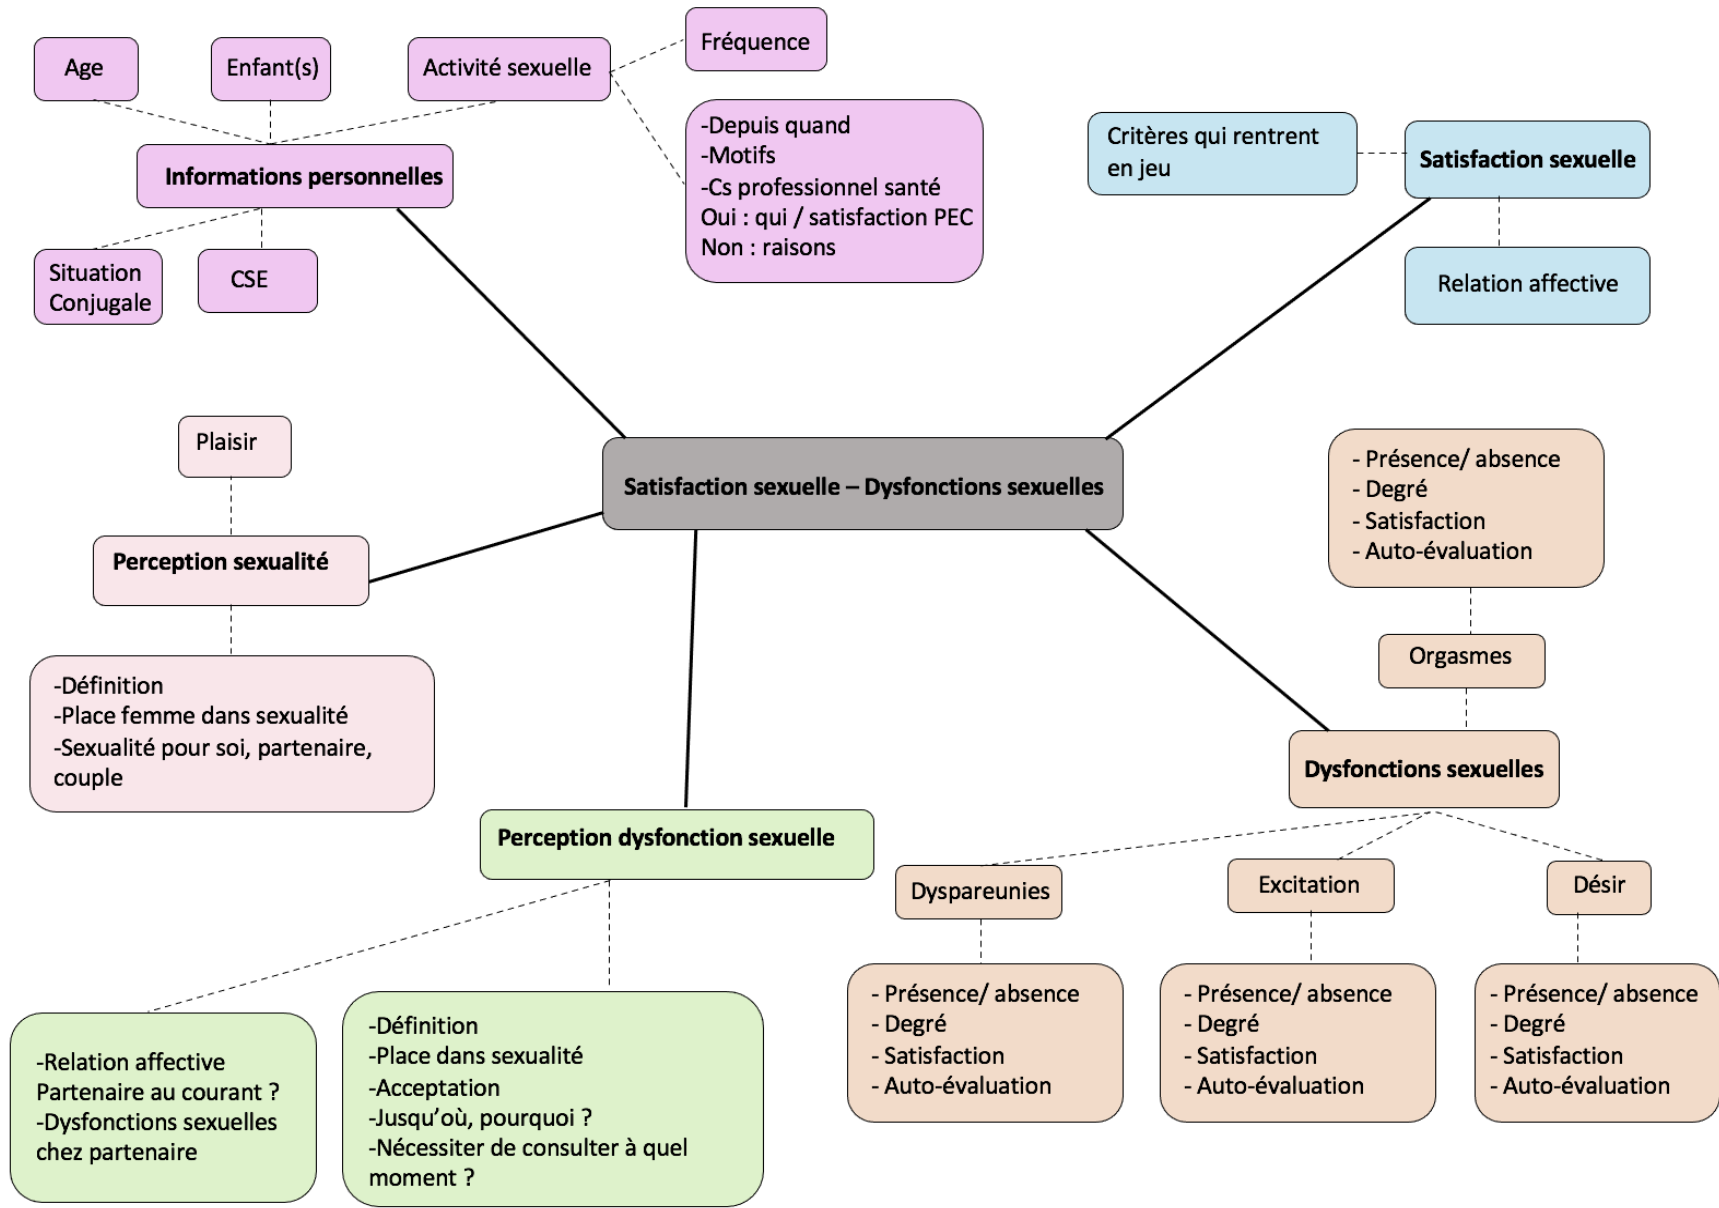 Age
Enfant(s)
Activité sexuelle
Fréquence
-Depuis quand
-Motifs
-Cs professionnel santé
Oui : qui / satisfaction PEC
Non : raisons
Informations personnelles
Situation
Conjugale
CSE
Critères qui rentrent
en jeu
Satisfaction sexuelle
Relation affective
Satisfaction sexuelle – Dysfonctions sexuelles
Plaisir
Perception sexualité
-Définition
-Place femme dans sexualité
-Sexualité pour soi, partenaire,
couple
- Présence/ absence
- Degré
- Satisfaction
- Auto-évaluation
Orgasmes
Dysfonctions sexuelles
Perception dysfonction sexuelle
-Relation affective
Partenaire au courant ?
-Dysfonctions sexuelles
chez partenaire
-Définition
-Place dans sexualité
-Acceptation
-Jusqu’où, pourquoi ?
-Nécessiter de consulter à quel
moment ?
Dyspareunies
- Présence/ absence
- Degré
- Satisfaction
- Auto-évaluation
Excitation
- Présence/ absence
- Degré
- Satisfaction
- Auto-évaluation
Désir
- Présence/ absence
- Degré
- Satisfaction
- Auto-évaluation